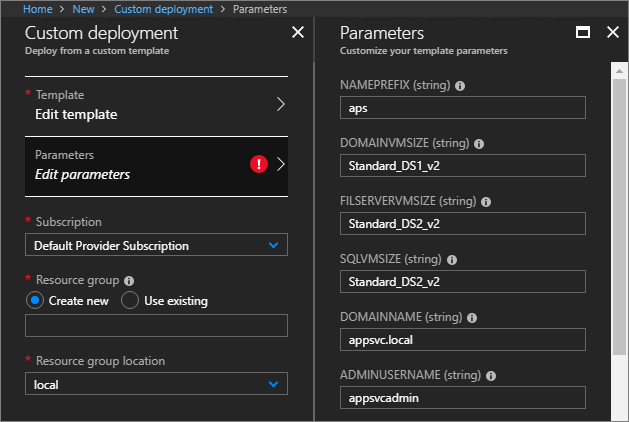 Home > New > Custom deployment > Parameters
Custom deployment
Deploy from a custom template
* Template
Edit template
Parameters
Edit parameters
* Subscription
Default Provider Subscription
* Resource group
Create new
Use existing
* Resource group location
local
Parameters
Customize your template parameters
NAMEPREFIX (string)
aps
DOMAINVMSIZE (string)
Standard_DS1_v2
FILSERVERVMSIZE (string)
Standard_DS2_v2
SQLVMSIZE (string)
Standard_DS2_v2
DOMAINNAME (string)
appsvc.local
ADMINUSERNAME (string)
appsvcadmin